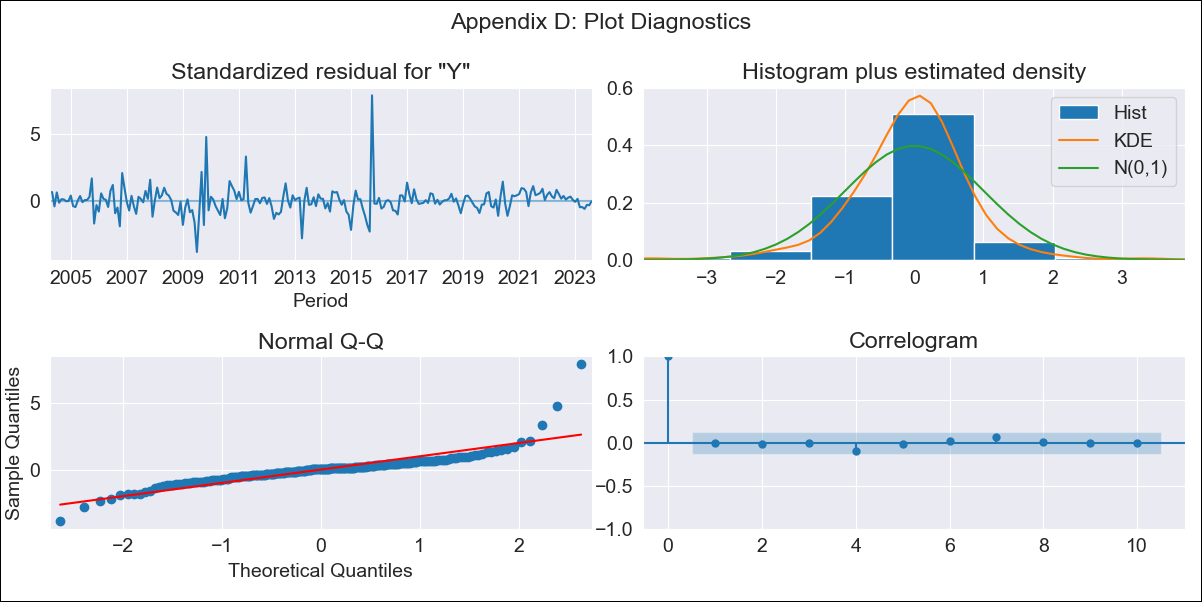 Appendix D: Plot Diagnostics
Standardized residual for "Y"
5
0
2005 2007 2009 2011 2013 2015 2017 2019 2021 2023
Period
Histogram plus estimated density
0.6
0.4
0.2
0.0
Hist
KDE
N(0,1)
−3 −2 −1 0 1 2 3
Normal Q-Q
Sample Quantiles
5
0
−2 −1 0 1 2
Theoretical Quantiles
Correlogram
1.0
0.5
0.0
−0.5
−1.0
0 2 4 6 8 10